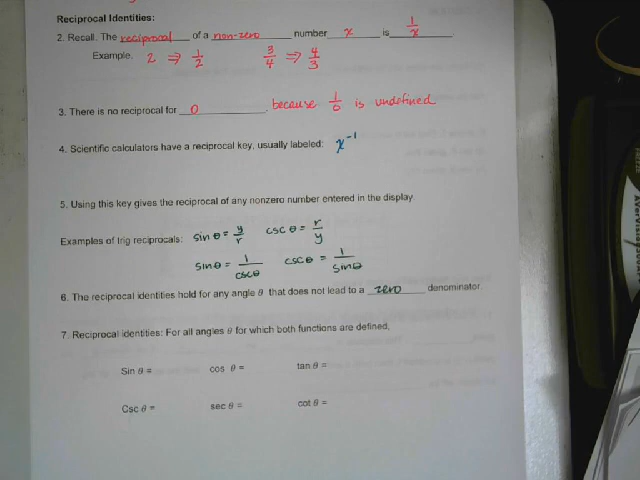 Reciprocal Identities:
2. Recall. The reciprocal of a non-zero number x is 1/x
Example. 2 ⇒ 1/2 3/4 ⇒ 4/3
3. There is no reciprocal for 0, because 1/0 is undefined
4. Scientific calculators have a reciprocal key, usually labeled: x⁻¹
5. Using this key gives the reciprocal of any nonzero number entered in the display
Examples of trig reciprocals: sin θ = y/r csc θ = r/y
sin θ = 1/csc θ csc θ = 1/sin θ
6. The reciprocal identities hold for any angle θ that does not lead to a zero denominator.
7. Reciprocal identities: For all angles θ for which both functions are defined,
Sin θ = cos θ = tan θ =
Csc θ = sec θ = cot θ =